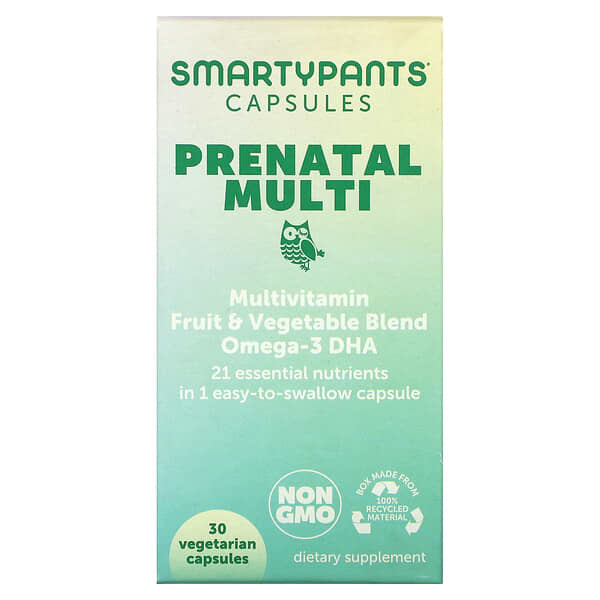 SMARTYPANTS®
CAPSULES
PRENATAL
MULTI
Multivitamin
Fruit & Vegetable Blend
Omega-3 DHA
21 essential nutrients
in 1 easy-to-swallow capsule
NON
GMO
BOX MADE FROM
100%
RECYCLED
MATERIAL
30
vegetarian
capsules
dietary supplement